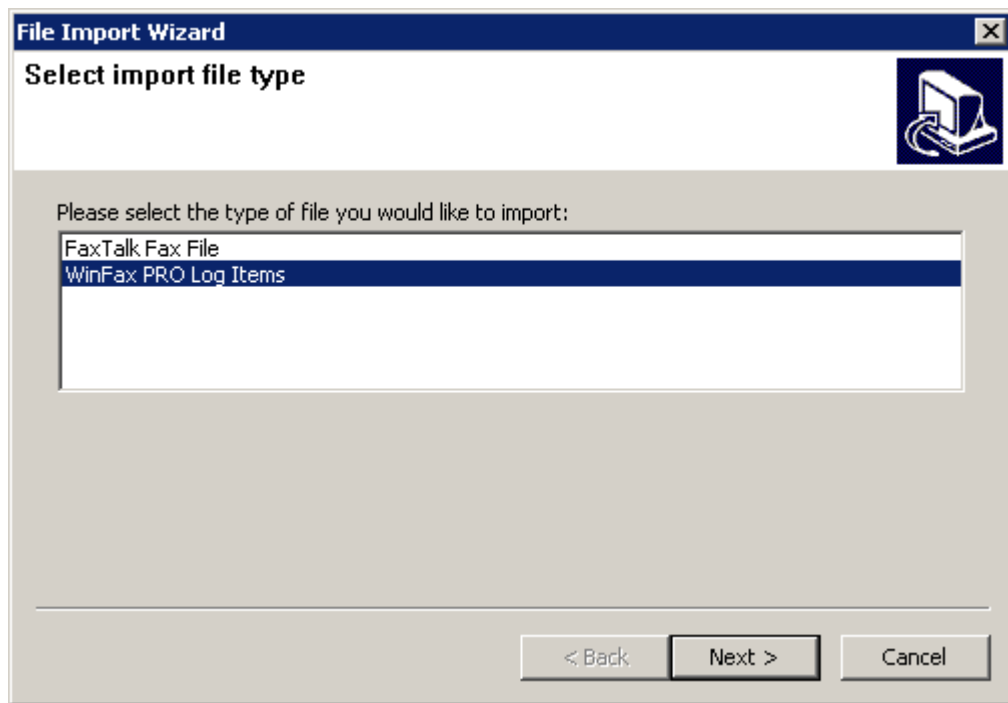 File Import Wizard
Select import file type
Please select the type of file you would like to import:
FaxTalk Fax File
WinFax PRO Log Items
< Back
Next >
Cancel